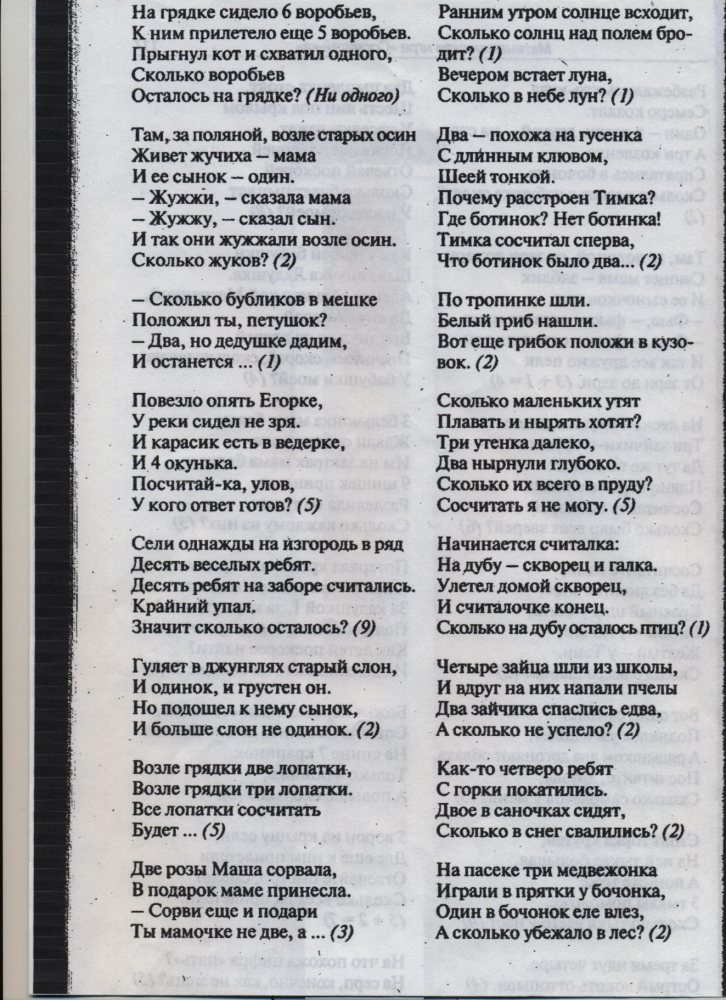 На грядке сидело 6 воробьев,
К ним прилетело еще 5 воробьев.
Прыгнул кот и схватил одного,
Сколько воробьев
Осталось на грядке? (Ни одного)
Там, за поляной, возле старых осин
Живет жучиха – мама
И ее сынок – один.
– Жужжи, – сказала мама
– Жужжу, – сказал сын.
И так они жужжали возле осин.
Сколько жуков? (2)
– Сколько бубликов в мешке
Положил ты, петушок?
– Два, но дедушке дадим,
И останется ... (1)
Повезло опять Егорке,
У реки сидел не зря.
И карасик есть в ведерке,
И 4 окунька.
Посчитай-ка, улов,
У кого ответ готов? (5)
Сели однажды на изгородь в ряд
Десять веселых ребят.
Десять ребят на заборе считались.
Крайний упал.
Значит сколько осталось? (9)
Гуляет в джунглях старый слон,
И одинок, и грустен он.
Но подошел к нему сынок,
И больше слон не одинок. (2)
Возле грядки две лопатки,
Возле грядки три лопатки.
Все лопатки сосчитать
Будет ... (5)
Две розы Маша сорвала,
В подарок маме принесла.
– Сорви еще и подари
Ты мамочке не две, а ... (3)
Ранним утром солнце всходит,
Сколько солнц над полем бро-
дит? (1)
Вечером встает луна,
Сколько в небе лун? (1)
Два – похожа на гусенка
С длинным клювом,
Шеей тонкой.
Почему расстроен Тимка?
Где ботинок? Нет ботинка!
Тимка сосчитал сперва,
Что ботинок было два... (2)
По тропинке шли.
Белый гриб нашли.
Вот еще грибок положи в кузо-
вок. (2)
Сколько маленьких утят
Плавать и нырять хотят?
Три утенка далеко,
Два нырнули глубоко.
Сколько их всего в пруду?
Сосчитать я не могу. (5)
Начинается считалка:
На дубу – скворец и галка.
Улетел домой скворец,
И считалочке конец.
Сколько на дубу осталось птиц? (1)
Четыре зайца шли из школы,
И вдруг на них напали пчелы
Два зайчика спаслись едва,
А сколько не успело? (2)
Как-то четверо ребят
С горки покатились.
Двое в саночках сидят,
Сколько в снег свалились? (2)
На пасеке три медвежонка
Играли в прятки у бочонка,
Один в бочонок еле влез,
А сколько убежало в лес? (2)